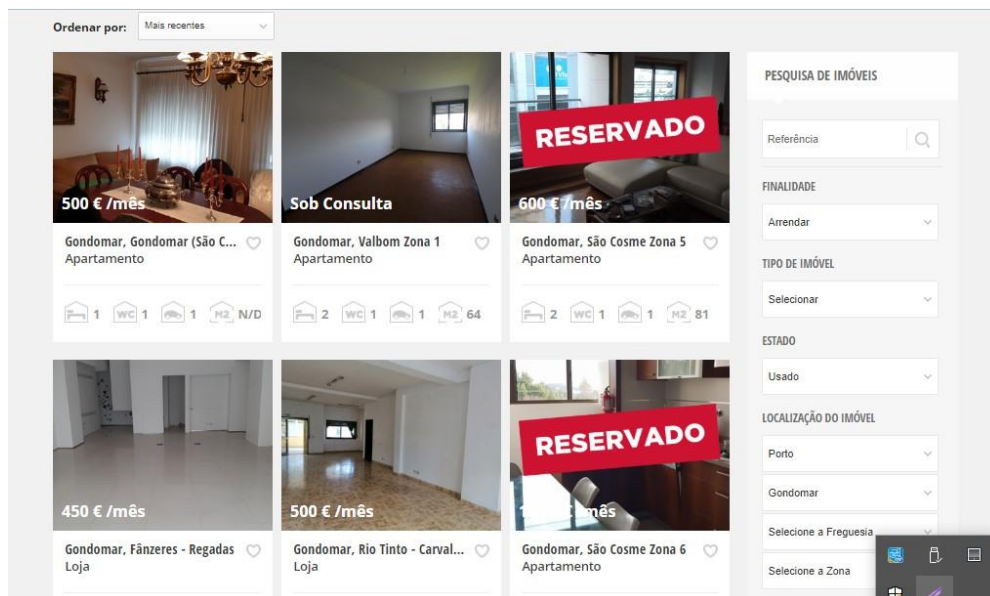 Ordenar por: Mais recentes
RESERVADO
500 € /mês
Sob Consulta
600 € /mês
Gondomar, Gondomar (São C...
Apartamento
Gondomar, Valbom Zona 1
Apartamento
Gondomar, São Cosme Zona 5
Apartamento
1 WC 1 1 M2 N/D
2 WC 1 1 M2 64
2 WC 1 1 M2 81
RESERVADO
450 € /mês
500 € /mês
€ /mês
Gondomar, Fânzeres - Regadas
Loja
Gondomar, Rio Tinto - Carval...
Loja
Gondomar, São Cosme Zona 6
Apartamento
PESQUISA DE IMÓVEIS
Referência
FINALIDADE
Arrendar
TIPO DE IMÓVEL
Selecionar
ESTADO
Usado
LOCALIZAÇÃO DO IMÓVEL
Porto
Gondomar
Selecione a Freguesia
Selecione a Zona